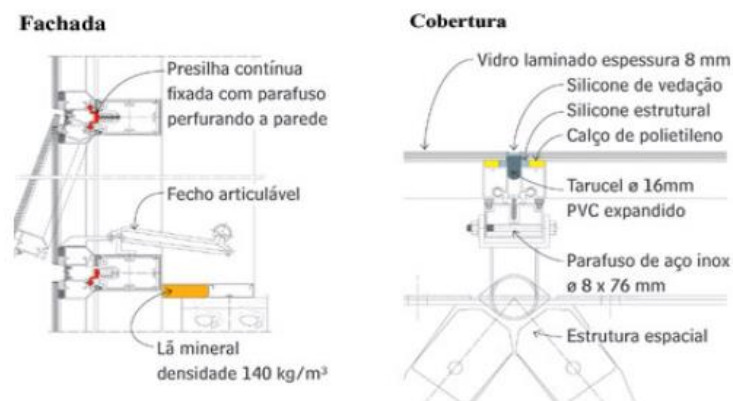 Fachada
Presilha contínua
fixada com parafuso
perfurando a parede
Fecho articulável
Lã mineral
densidade 140 kg/m³
Cobertura
Vidro laminado espessura 8 mm
Silicone de vedação
Silicone estrutural
Calço de polietileno
Tarucel ø 16mm
PVC expandido
Parafuso de aço inox
ø 8 x 76 mm
Estrutura espacial